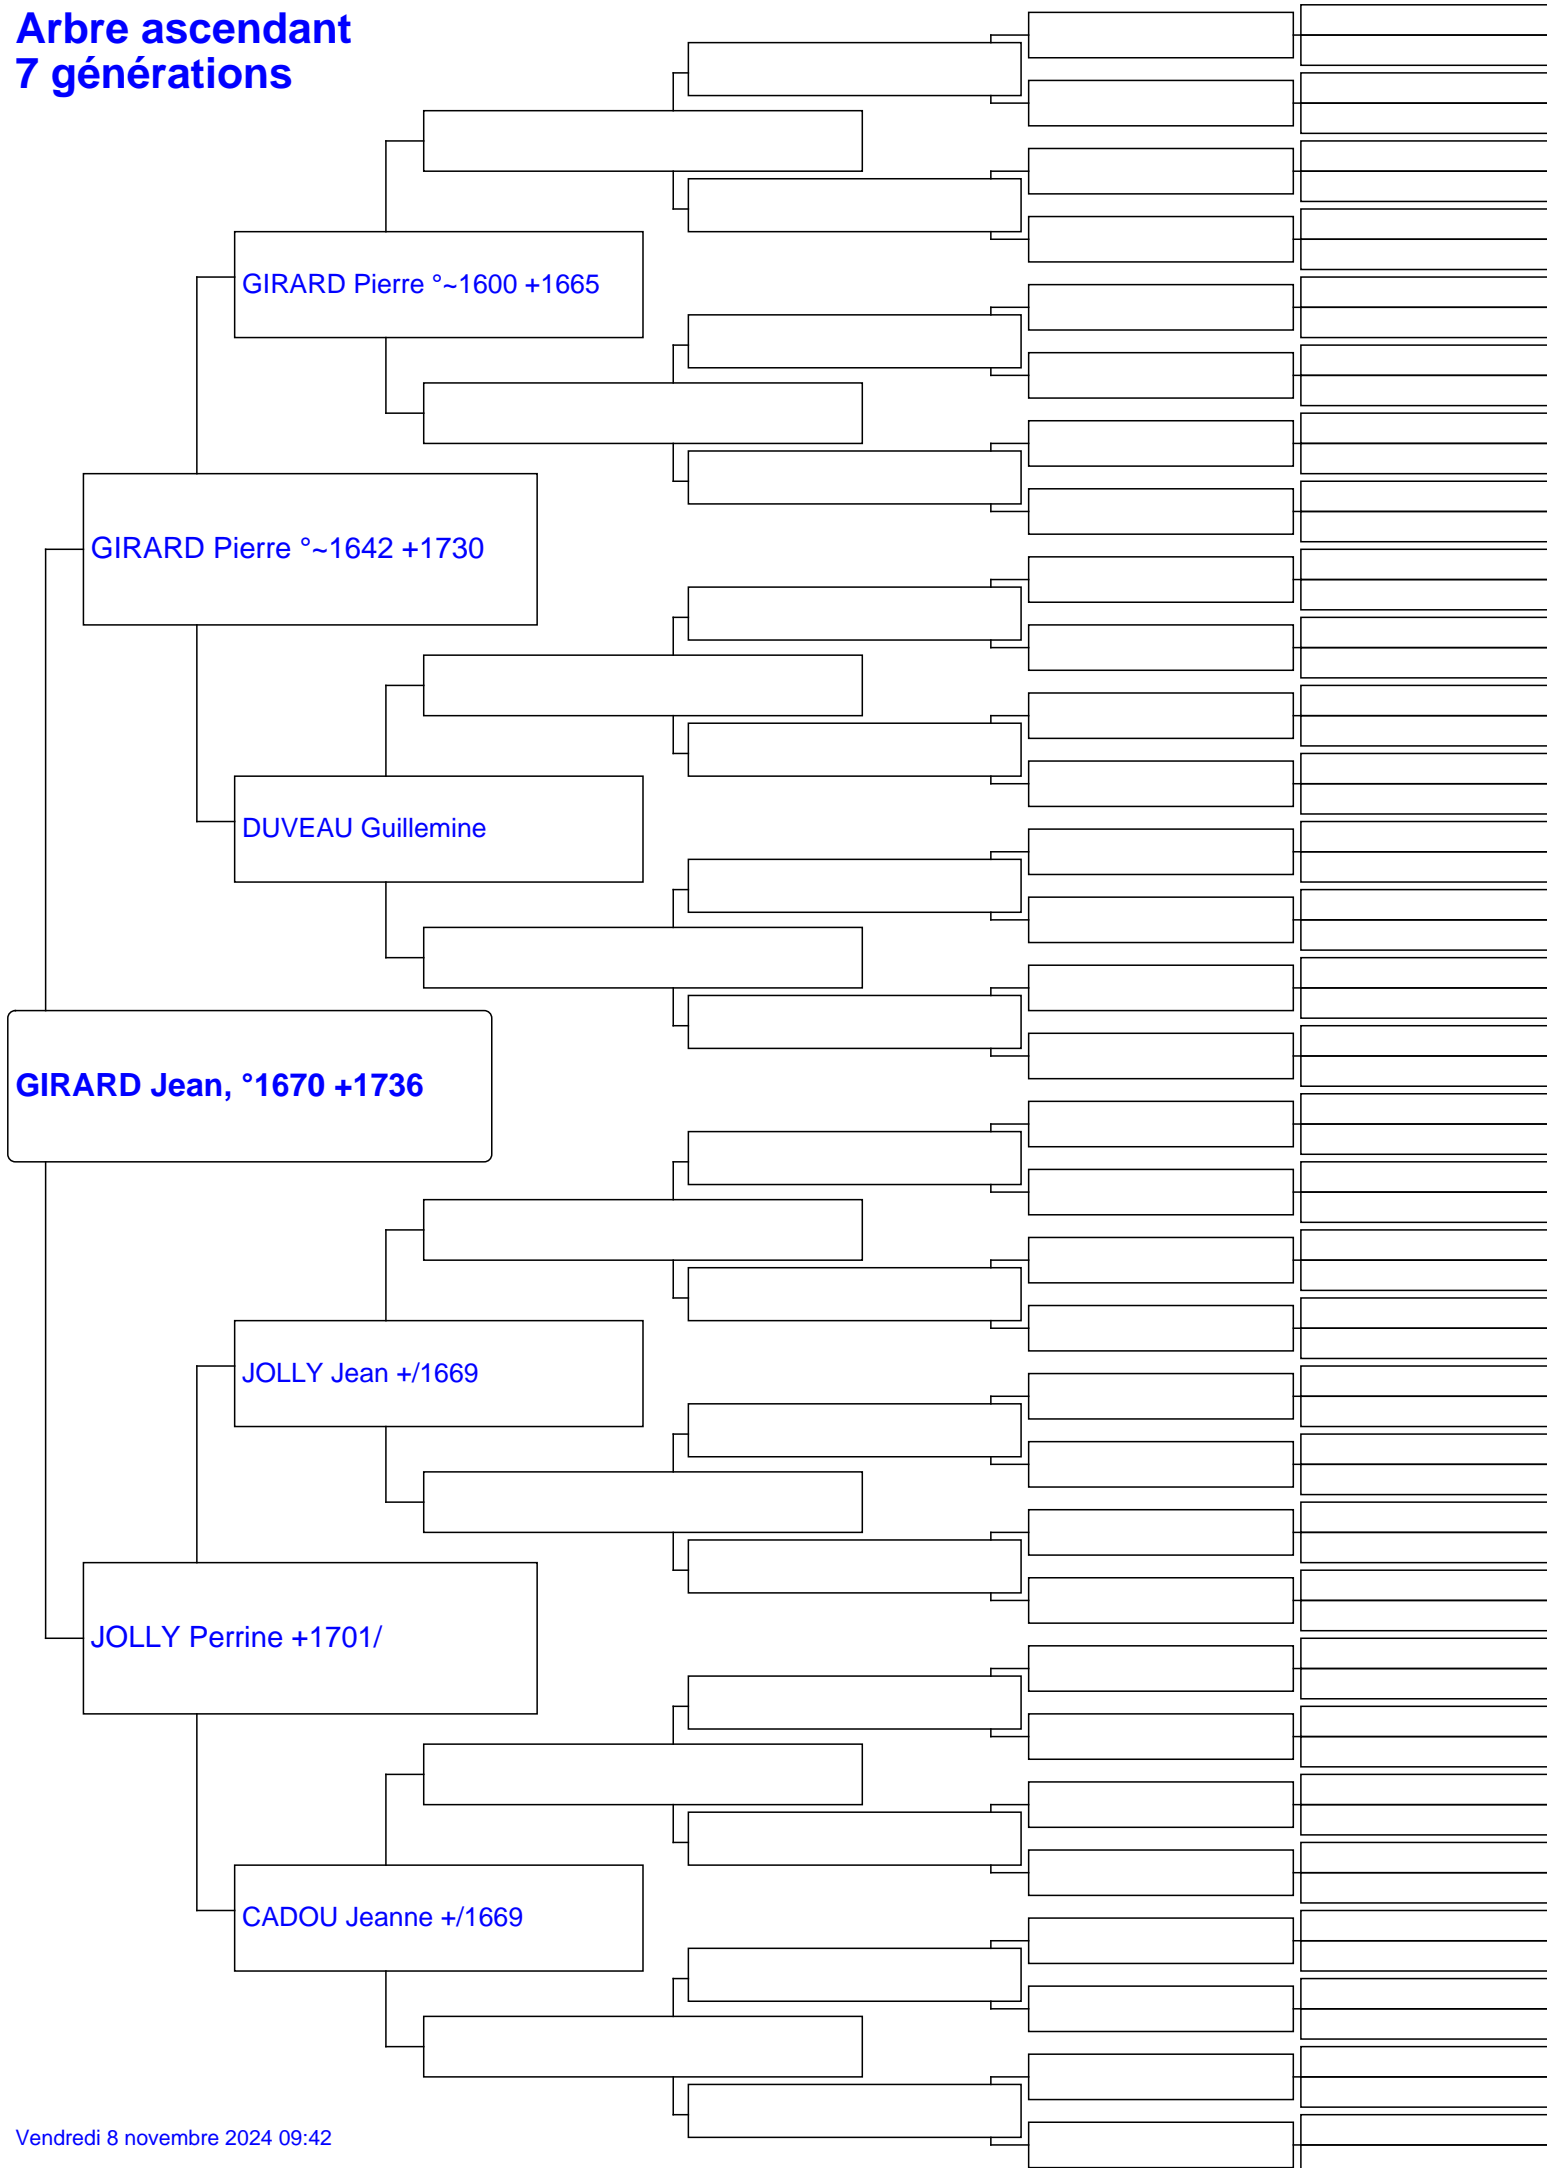 Arbre ascendant
7 générations
GIRARD Pierre °~1600 +1665
GIRARD Pierre °~1642 +1730
DUVEAU Guillemine
GIRARD Jean, °1670 +1736
JOLLY Jean +/1669
JOLLY Perrine +1701/
CADOU Jeanne +/1669
Vendredi 8 novembre 2024 09:42